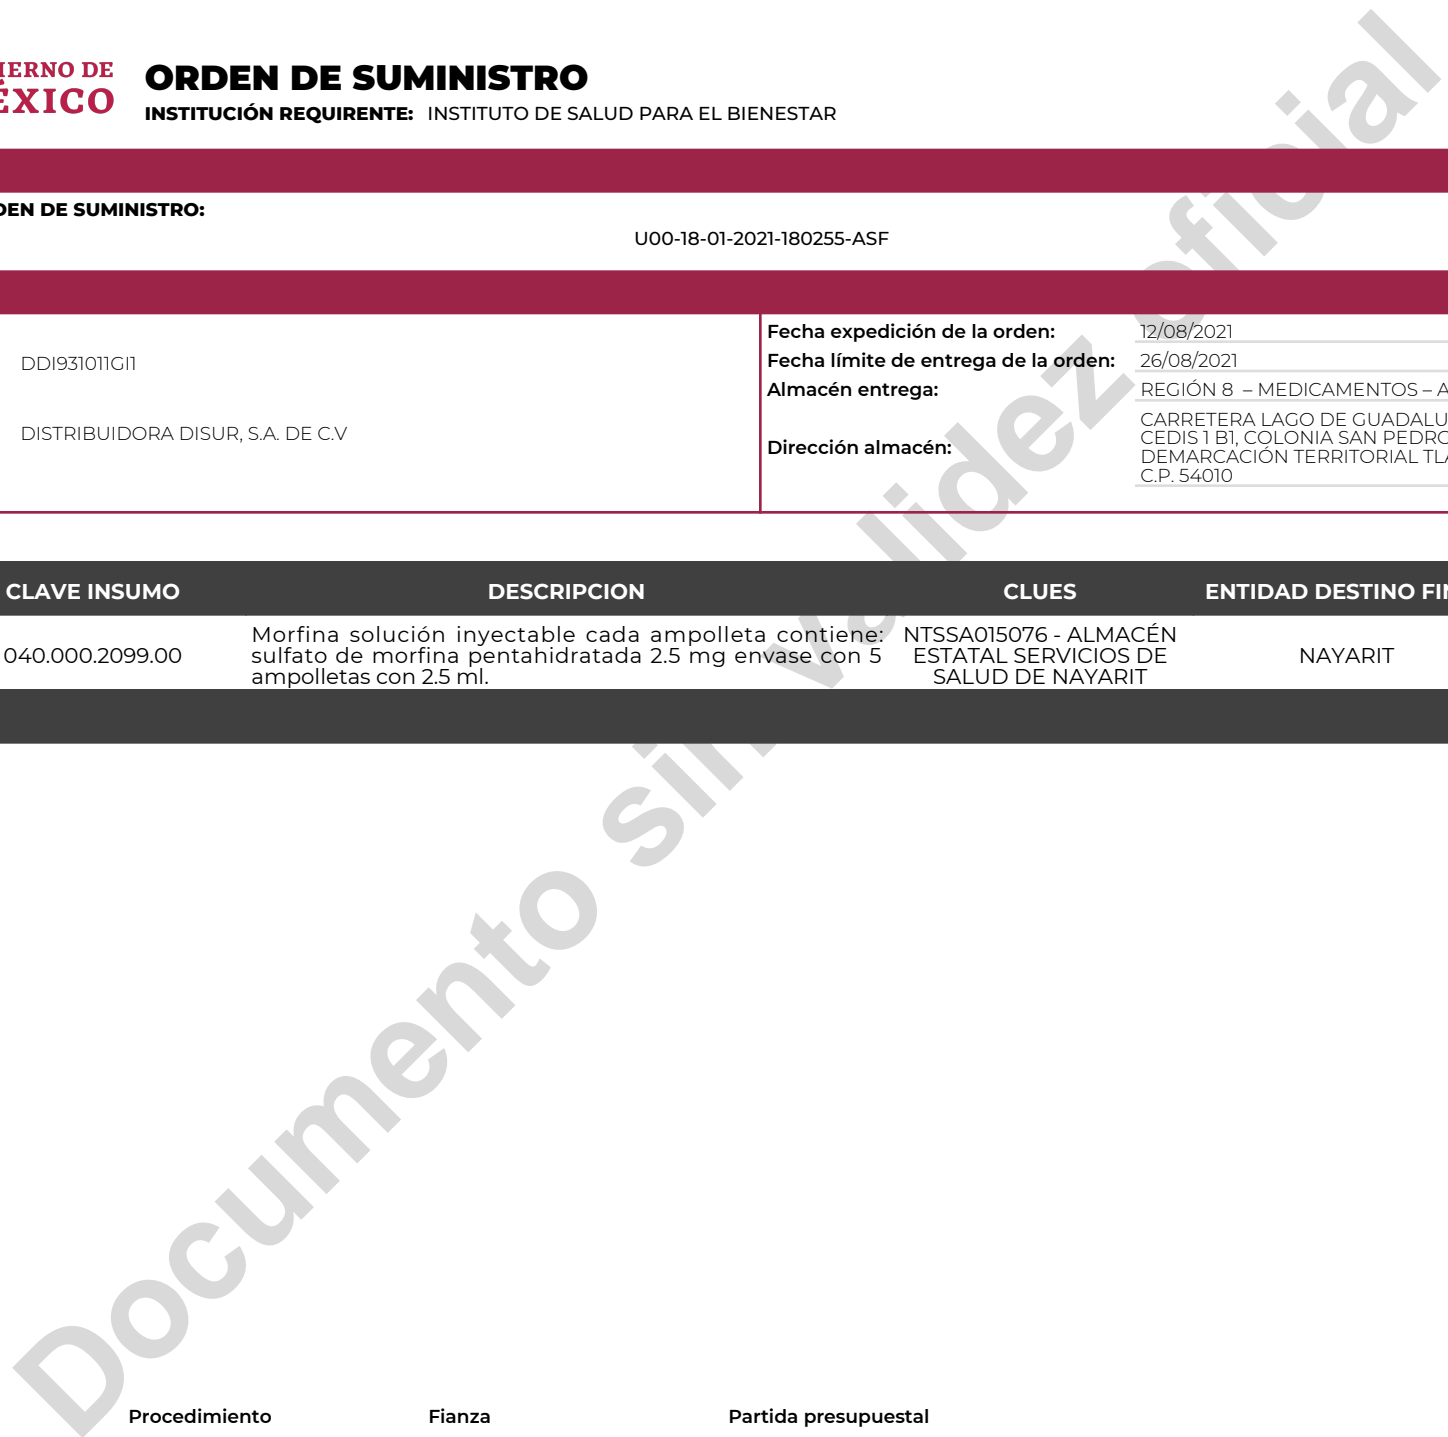 IERNO DE
ÉXICO
ORDEN DE SUMINISTRO
INSTITUCIÓN REQUIRENTE: INSTITUTO DE SALUD PARA EL BIENESTAR
DEN DE SUMINISTRO:
U00-18-01-2021-180255-ASF
DDI931011GI1
DISTRIBUIDORA DISUR, S.A. DE C.V
Fecha expedición de la orden: 12/08/2021
Fecha límite de entrega de la orden: 26/08/2021
Almacén entrega: REGIÓN 8 – MEDICAMENTOS – A
Dirección almacén:
CARRETERA LAGO DE GUADALU
CEDIS 1 B1, COLONIA SAN PEDRO
DEMARCACIÓN TERRITORIAL TLA
C.P. 54010
CLAVE INSUMO DESCRIPCION CLUES ENTIDAD DESTINO FIN
040.000.2099.00
Morfina solución inyectable cada ampolleta contiene:
sulfato de morfina pentahidratada 2.5 mg envase con 5
ampolletas con 2.5 ml.
NTSSA015076 - ALMACÉN
ESTATAL SERVICIOS DE
SALUD DE NAYARIT
NAYARIT
Documento sin validez oficial
Procedimiento Fianza Partida presupuestal